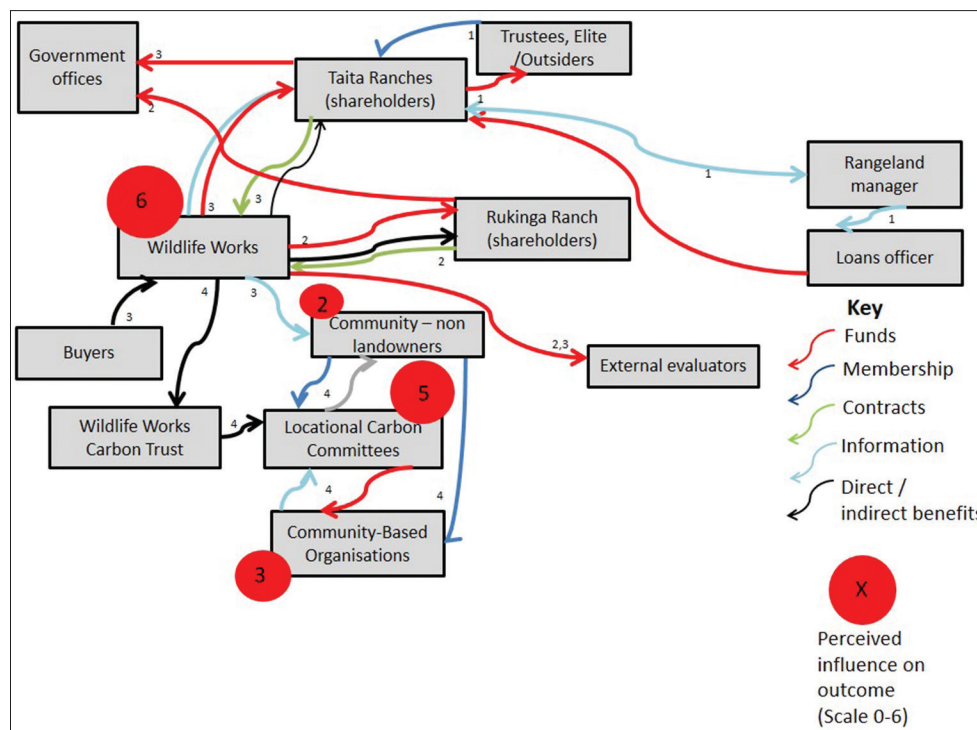 Government
offices
3
2
1
Trustees, Elite
/Outsiders
Taita Ranches
(shareholders)
1
1
Rangeland
manager
1
Loans officer
6
3
3
Wildlife Works
2
Rukinga Ranch
(shareholders)
2
3
Buyers
4
3
2
Community – non
landowners
2,3
External evaluators
Wildlife Works
Carbon Trust
4
4
5
Locational Carbon
Committees
4
4
Community-Based
Organisations
3
Key
Funds
Membership
Contracts
Information
Direct /
indirect benefits
X
Perceived
influence on
outcome
(Scale 0-6)